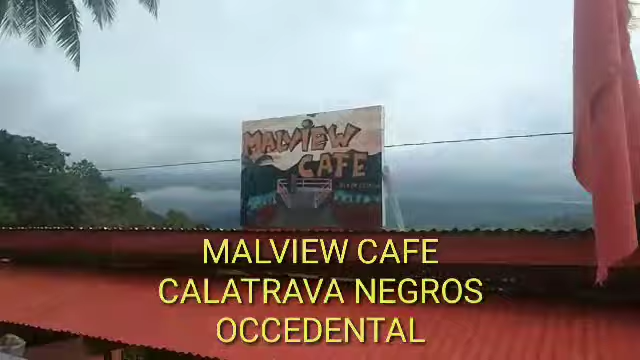 MALVIEW
CAFE
MALVIEW CAFE
CALATRAVA NEGROS
OCCEDENTAL